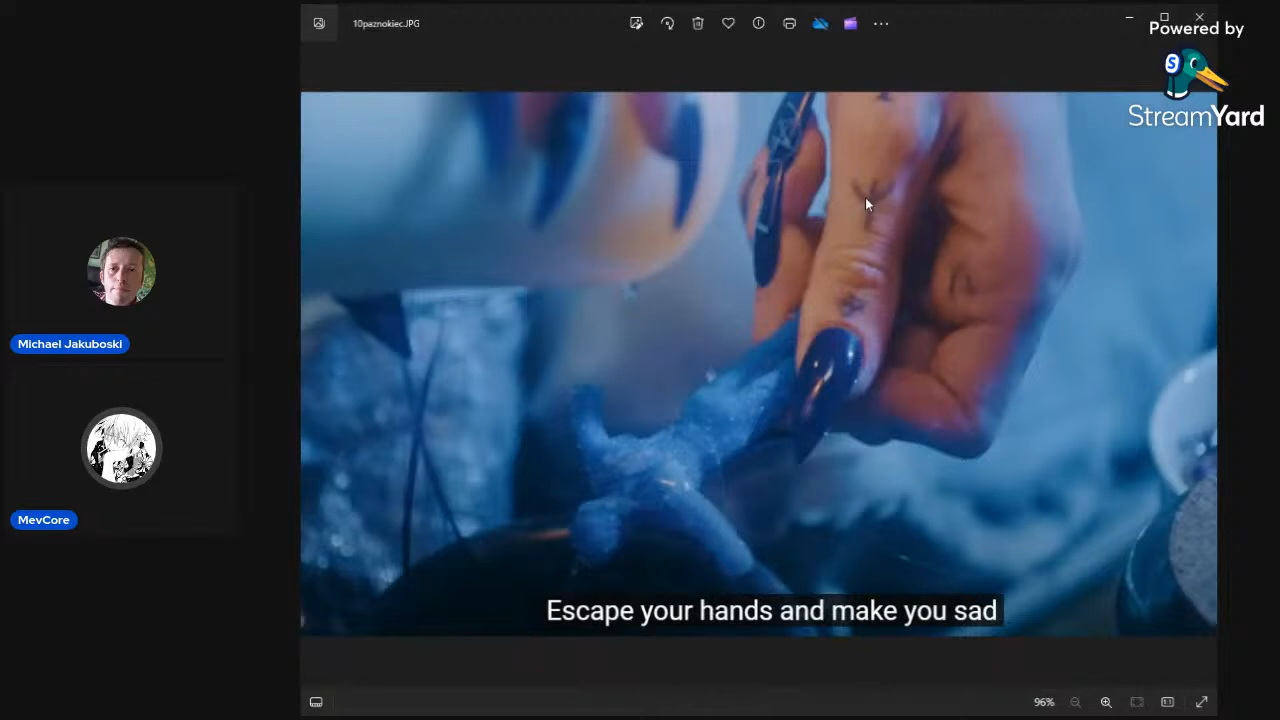 10paznokiec.JPG
Powered by
S
StreamYard
Michael Jakuboski
MevCore
Escape your hands and make you sad
96%